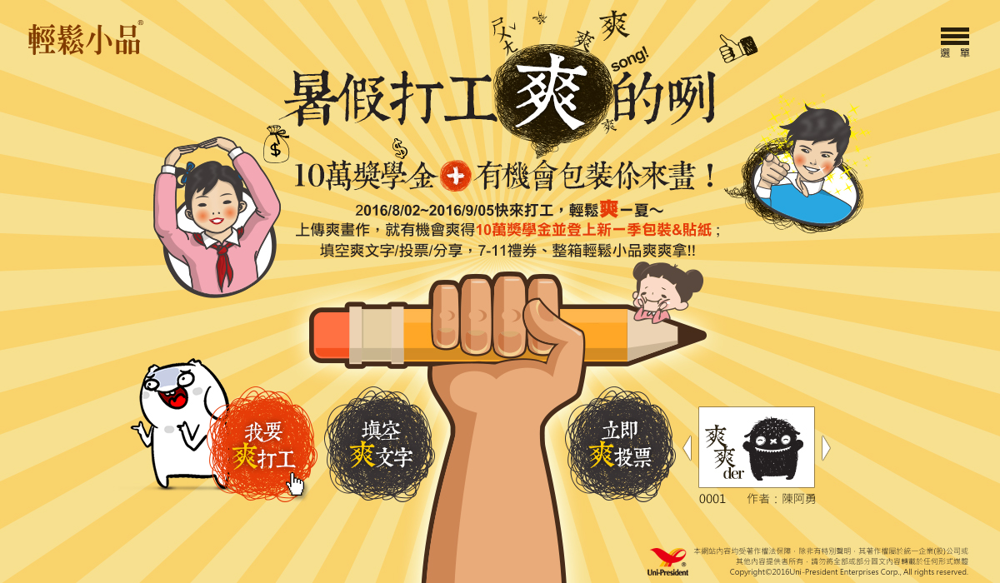 輕鬆小品®
選單
ㄕㄨㄤˇ
爽
爽
song!
暑假打工爽的咧
爽
10萬獎學金+有機會包裝你來畫！
2016/8/02~2016/9/05快來打工，輕鬆爽一夏～
上傳爽畫作，就有機會爽得10萬獎學金並登上新一季包裝&貼紙；
填空爽文字/投票/分享，7-11禮券、整箱輕鬆小品爽爽拿!!
我要
爽打工
填空
爽文字
立即
爽投票
爽
爽
der
0001 作者：陳阿勇
Uni-President
本網站內容均受著作權法保障，除非有特別聲明，其著作權屬於統一企業(股)公司或
其他內容提供者所有，請勿將全部或部分圖文內容轉載於任何形式媒體
Copyright©2016Uni-President Enterprises Corp., All rights reserved.